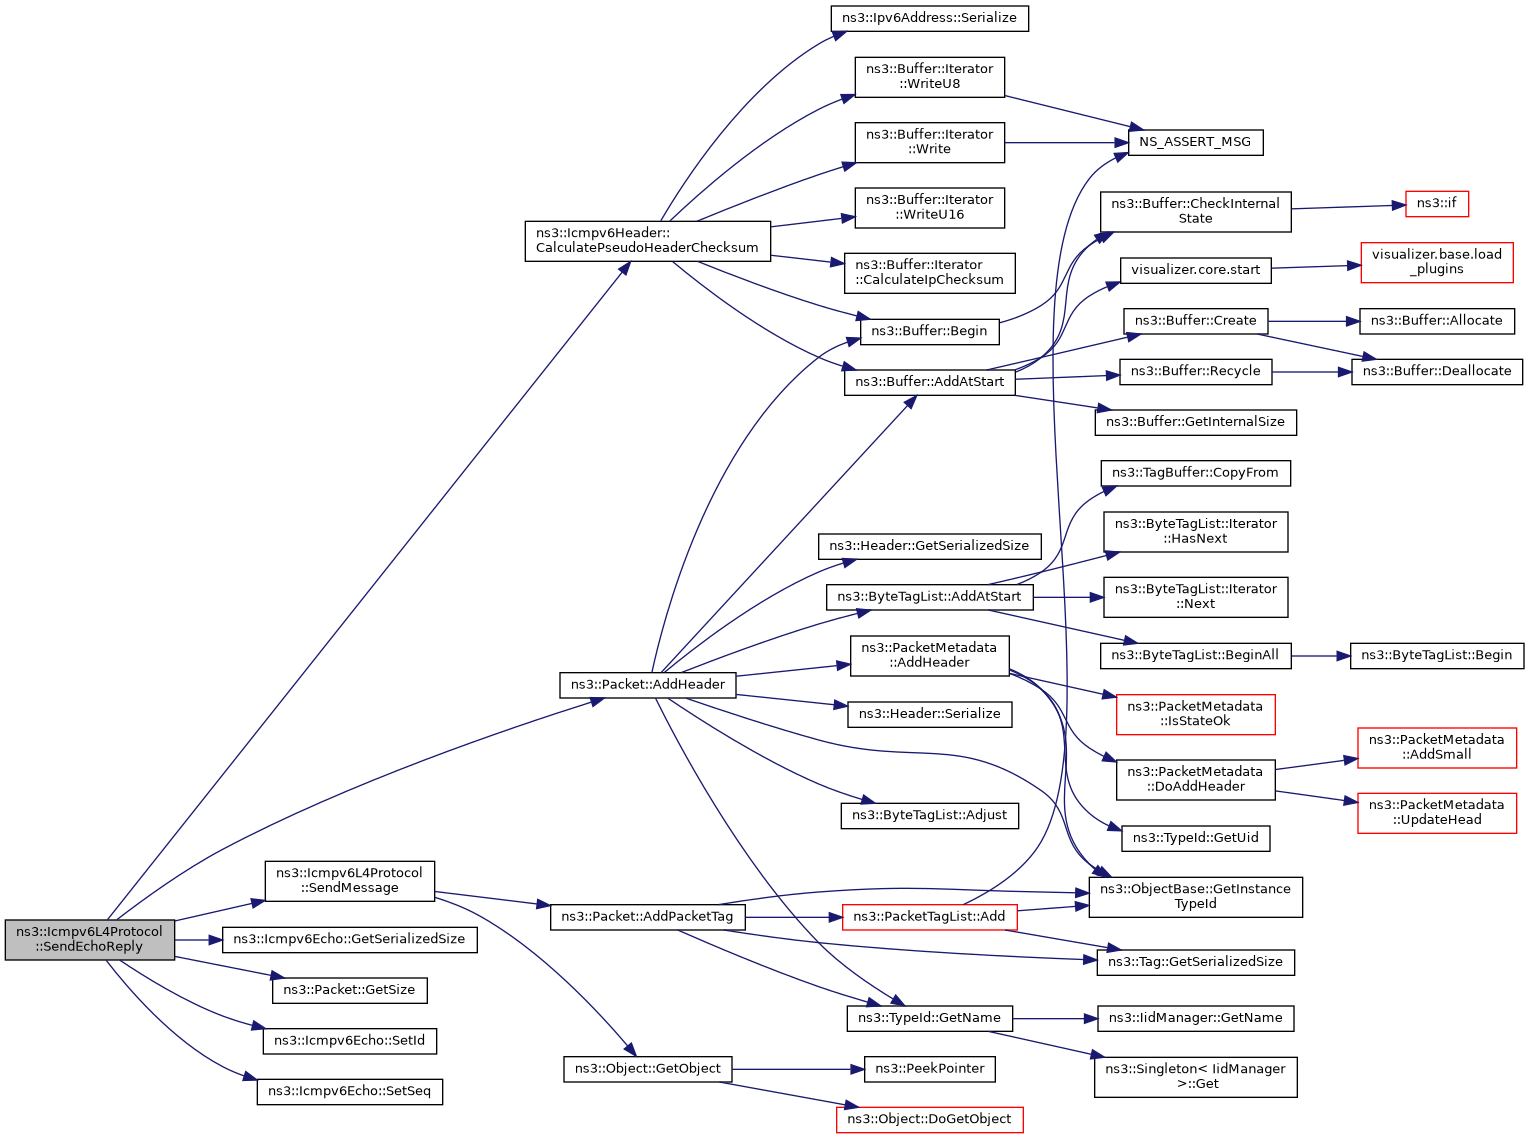 ns3::Icmpv6L4Protocol
::SendEchoReply
ns3::Icmpv6L4Protocol
::SendMessage
ns3::Icmpv6Echo::GetSerializedSize
ns3::Packet::GetSize
ns3::Icmpv6Echo::SetId
ns3::Icmpv6Echo::SetSeq
ns3::Icmpv6Header::
CalculatePseudoHeaderChecksum
ns3::Packet::AddHeader
ns3::Packet::AddPacketTag
ns3::Object::GetObject
ns3::Ipv6Address::Serialize
ns3::Buffer::Iterator
::WriteU8
ns3::Buffer::Iterator
::Write
ns3::Buffer::Iterator
::WriteU16
ns3::Buffer::Iterator
::CalculateIpChecksum
ns3::Buffer::Begin
ns3::Buffer::AddAtStart
ns3::Header::GetSerializedSize
ns3::ByteTagList::AddAtStart
ns3::PacketMetadata
::AddHeader
ns3::Header::Serialize
ns3::ByteTagList::Adjust
ns3::PacketTagList::Add
ns3::TypeId::GetName
ns3::PeekPointer
ns3::Object::DoGetObject
NS_ASSERT_MSG
ns3::Buffer::CheckInternal
State
visualizer.core.start
ns3::Buffer::Create
ns3::Buffer::Recycle
ns3::Buffer::GetInternalSize
ns3::TagBuffer::CopyFrom
ns3::ByteTagList::Iterator
::HasNext
ns3::ByteTagList::Iterator
::Next
ns3::ByteTagList::BeginAll
ns3::PacketMetadata
::IsStateOk
ns3::PacketMetadata
::DoAddHeader
ns3::TypeId::GetUid
ns3::ObjectBase::GetInstance
TypeId
ns3::Tag::GetSerializedSize
ns3::IidManager::GetName
ns3::Singleton< IidManager
>::Get
ns3::if
visualizer.base.load
_plugins
ns3::Buffer::Allocate
ns3::Buffer::Deallocate
ns3::ByteTagList::Begin
ns3::PacketMetadata
::AddSmall
ns3::PacketMetadata
::UpdateHead